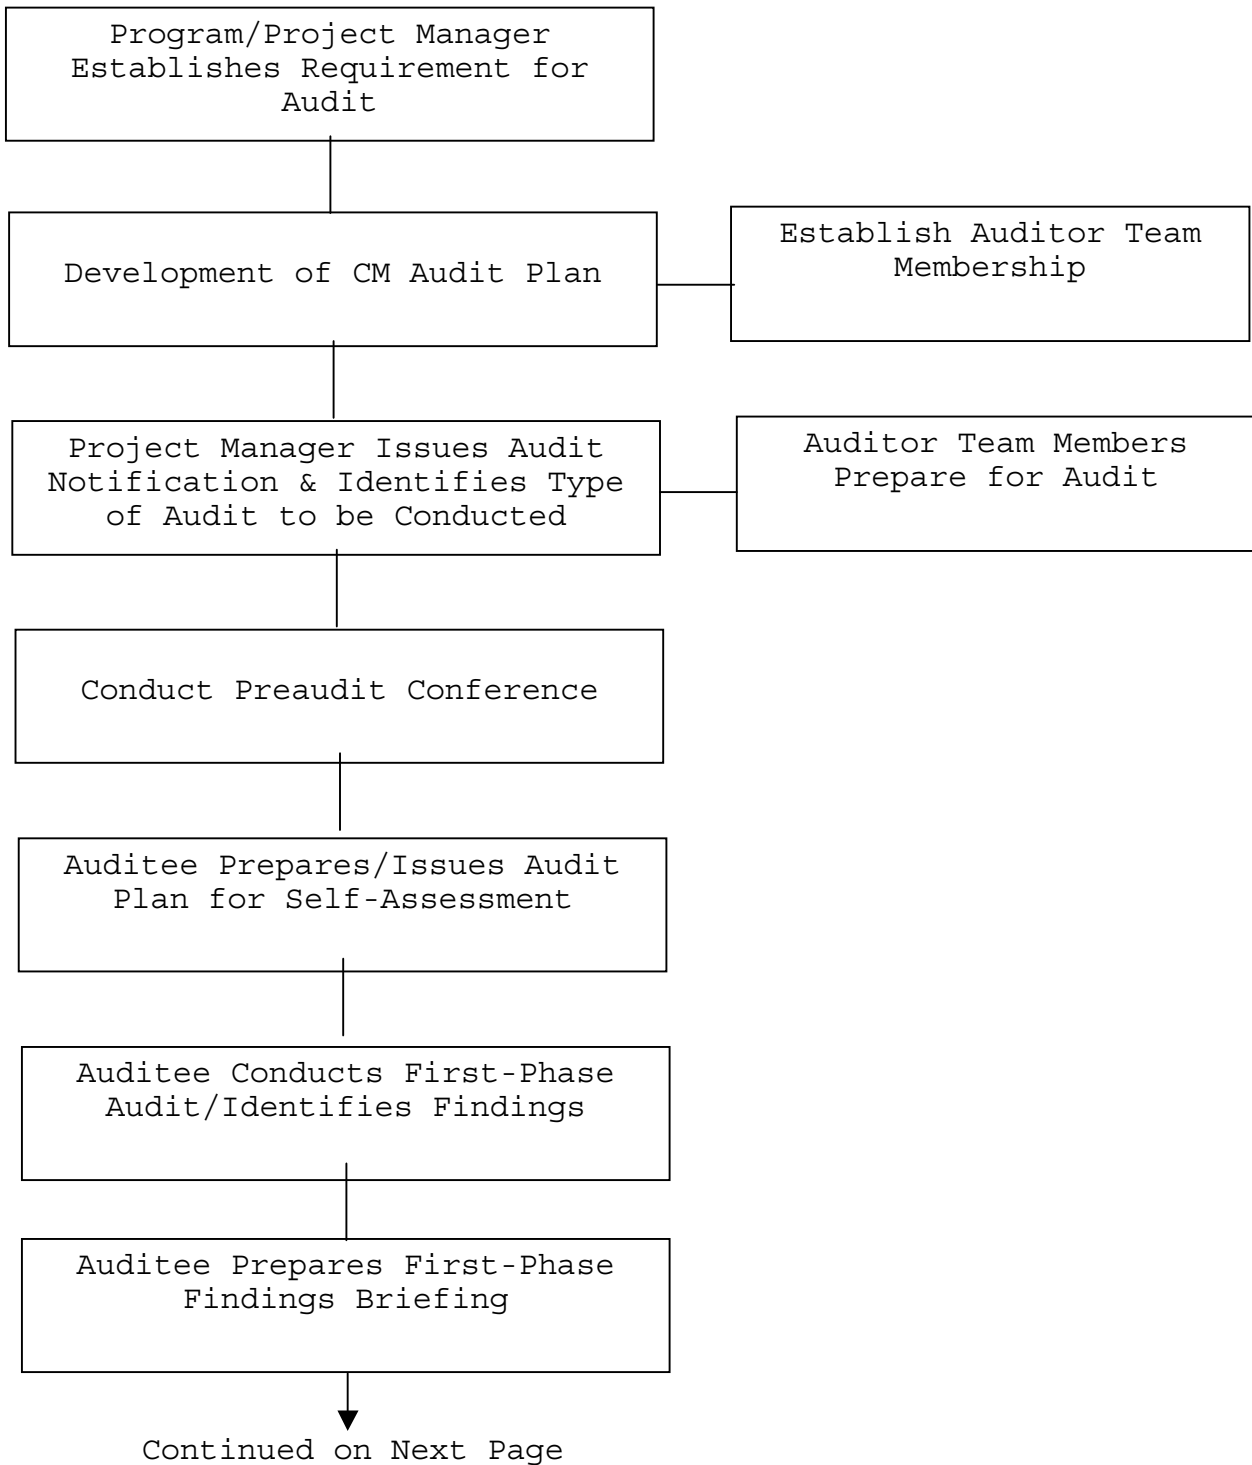 Program/Project Manager
Establishes Requirement for
Audit
Development of CM Audit Plan
Establish Auditor Team
Membership
Project Manager Issues Audit
Notification & Identifies Type
of Audit to be Conducted
Auditor Team Members
Prepare for Audit
Conduct Preaudit Conference
Auditee Prepares/Issues Audit
Plan for Self-Assessment
Auditee Conducts First-Phase
Audit/Identifies Findings
Auditee Prepares First-Phase
Findings Briefing
Continued on Next Page